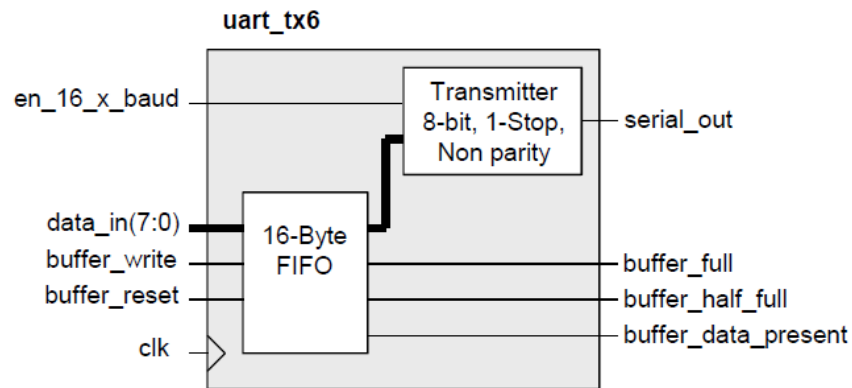 uart_tx6
en_16_x_baud
Transmitter
8-bit, 1-Stop,
Non parity
serial_out
data_in(7:0)
buffer_write
buffer_reset
clk
16-Byte
FIFO
buffer_full
buffer_half_full
buffer_data_present